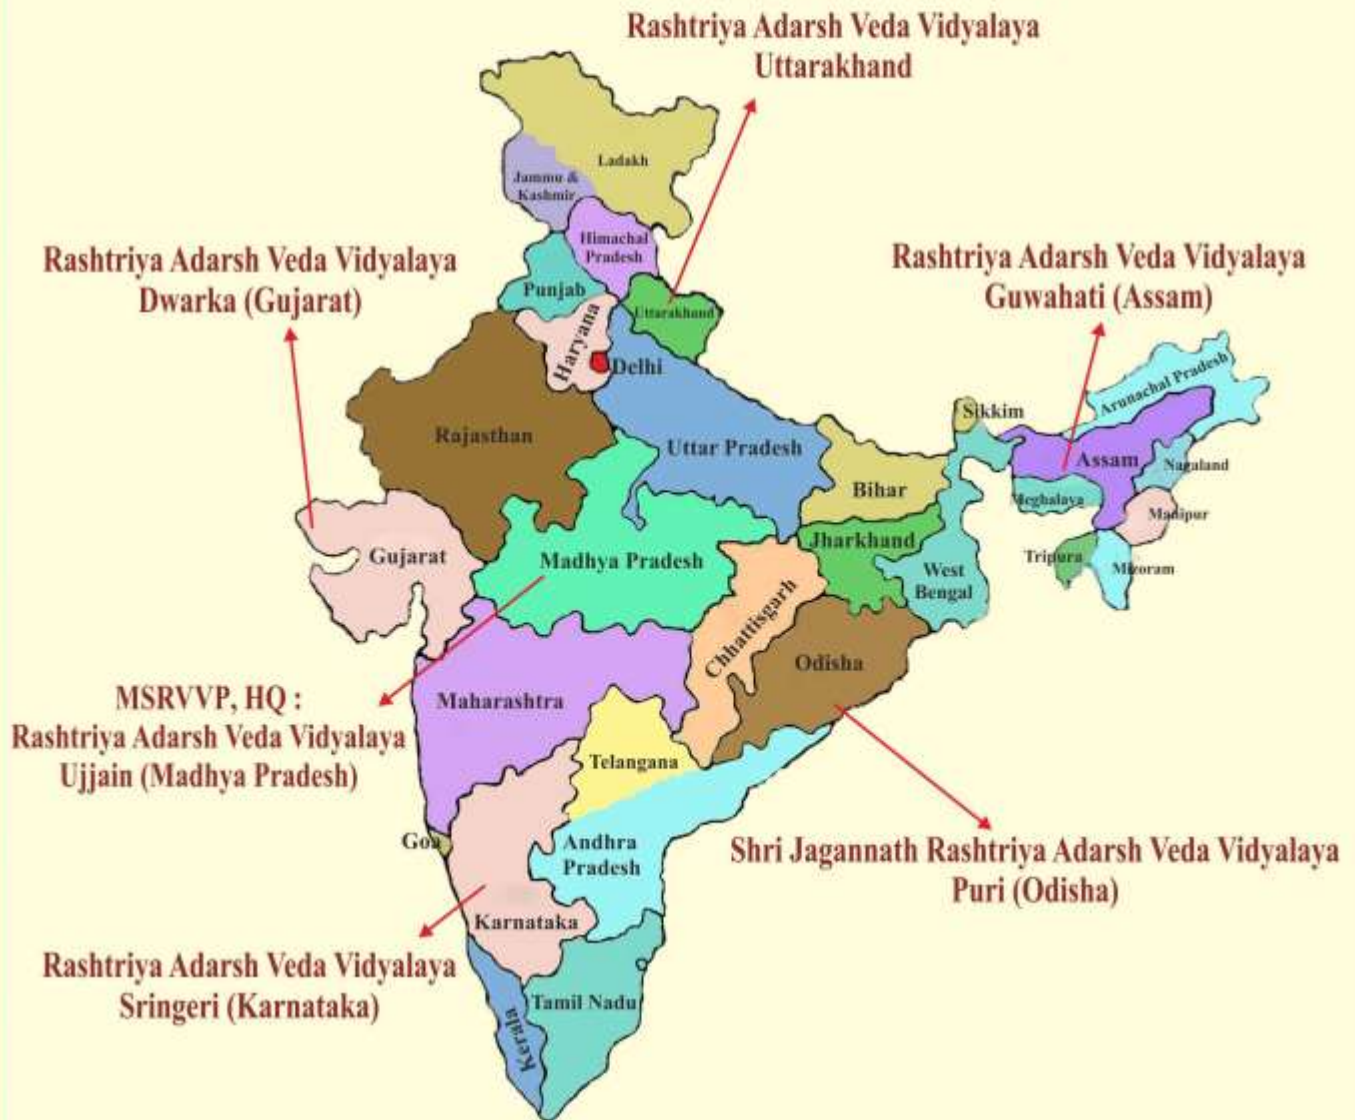 Rashtriya Adarsh Veda Vidyalaya
Uttarakhand
Ladakh
Jammu &
Kashmir
Himachal
Pradesh
Rashtriya Adarsh Veda Vidyalaya
Dwarka (Gujarat)
Rashtriya Adarsh Veda Vidyalaya
Guwahati (Assam)
Punjab
Uttarakhand
Haryana
Delhi
Arunachal Pradesh
Sikkim
Rajasthan
Uttar Pradesh
Assam
Nagaland
Bihar
Meghalaya
Madipur
Gujarat
Madhya Pradesh
Jharkhand
Tripura
Mizoram
West
Bengal
Chhattisgarh
Odisha
MSRVVP, HQ :
Rashtriya Adarsh Veda Vidyalaya
Ujjain (Madhya Pradesh)
Maharashtra
Telangana
Goa
Andhra
Pradesh
Shri Jagannath Rashtriya Adarsh Veda Vidyalaya
Puri (Odisha)
Karnataka
Rashtriya Adarsh Veda Vidyalaya
Sringeri (Karnataka)
Tamil Nadu
Kerala